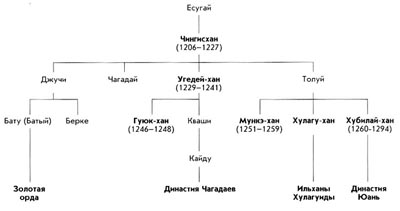 Есугай
Чингисхан
(1206–1227)
Джучи Чагадай Угедей-хан Толуй
(1229–1241)
Бату (Батый) Берке Гуюк-хан Кваши Мункэ-хан Хулагу-хан Хубилай-хан
(1246–1248) (1251–1259) (1260-1294)
Кайду
Золотая Династия Чагадаев Ильханы Династия
орда Хулагуиды Юань